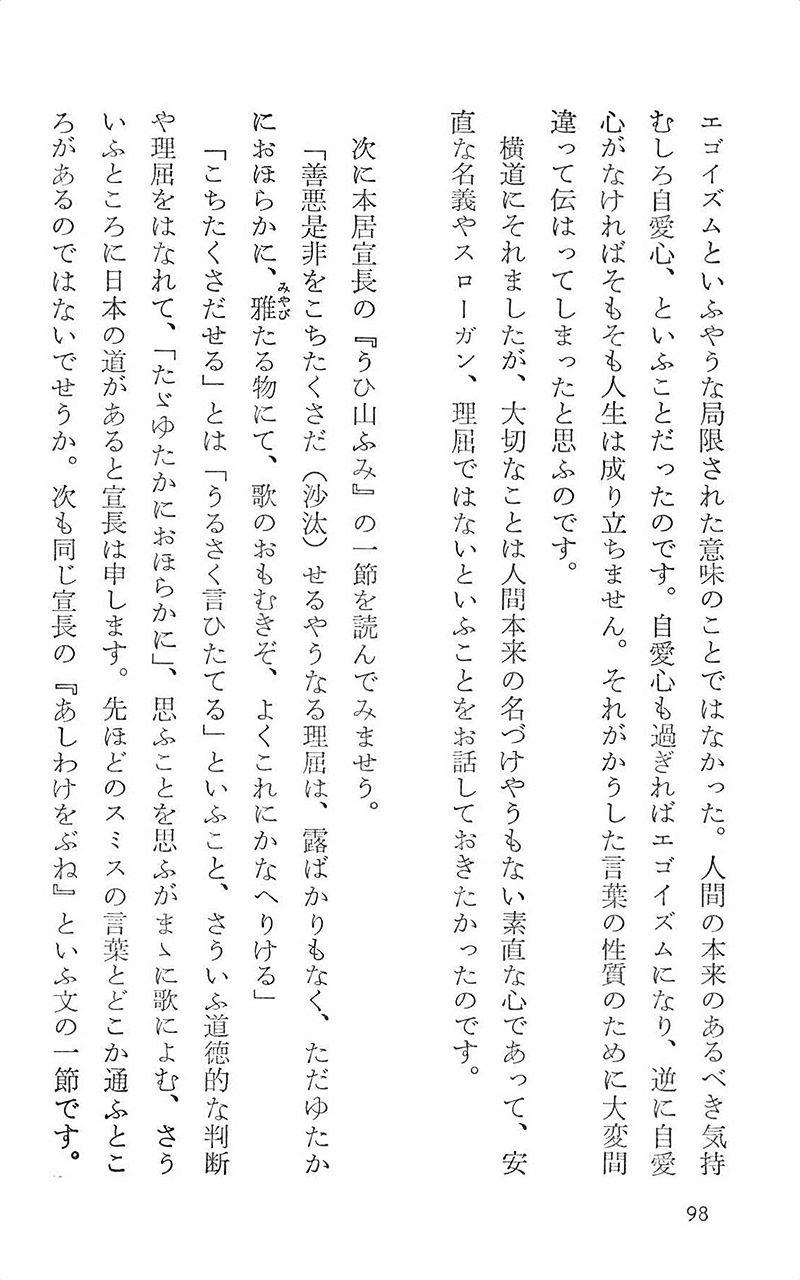 エゴイズムといふやうな局限された意味のことではなかった。人間の本来のあるべき気持
むしろ自愛心、といふことだったのです。自愛心も過ぎればエゴイズムになり、逆に自愛
心がなければそもそも人生は成り立ちません。それがかうした言葉の性質のために大変間
違って伝はってしまったと思ふのです。
横道にそれましたが、大切なことは人間本来の名づけやうもない素直な心であって、安
直な名義やスローガン、理屈ではないといふことをお話しておきたかったのです。
次に本居宣長の『うひ山ふみ』の一節を読んでみませう。
「善悪是非をこちたくさだ（沙汰）せるやうなる理屈は、露ばかりもなく、ただゆたか
におほらかに、雅たる物にて、歌のおもむきぞ、よくこれにかなへりける」
みやび
「こちたくさだせる」とは「うるさく言ひたてる」といふこと、さういふ道徳的な判断
や理屈をはなれて、「たゞゆたかにおほらかに」、思ふことを思ふがまゝに歌によむ、さう
いふところに日本の道があると宣長は申します。先ほどのスミスの言葉とどこか通ふとこ
ろがあるのではないでせうか。次も同じ宣長の『あしわけをぶね』といふ文の一節です。
98